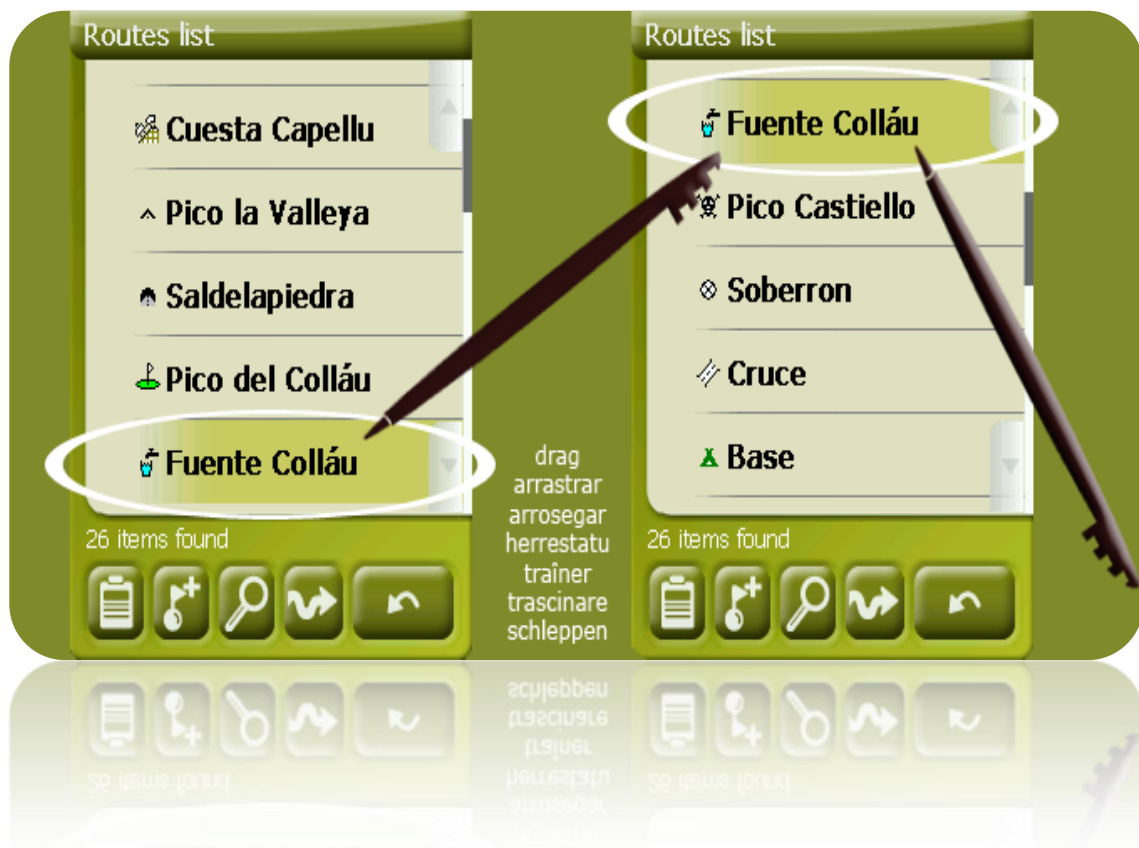 Routes list
Cuesta Capellu
Pico la Valleya
Saldelapiedra
Pico del Colláu
Fuente Colláu
26 items found
drag
arrastrar
arrosegar
herrestatu
traîner
trascinare
schleppen
Routes list
Fuente Colláu
Pico Castiello
Soberron
Cruce
Base
26 items found